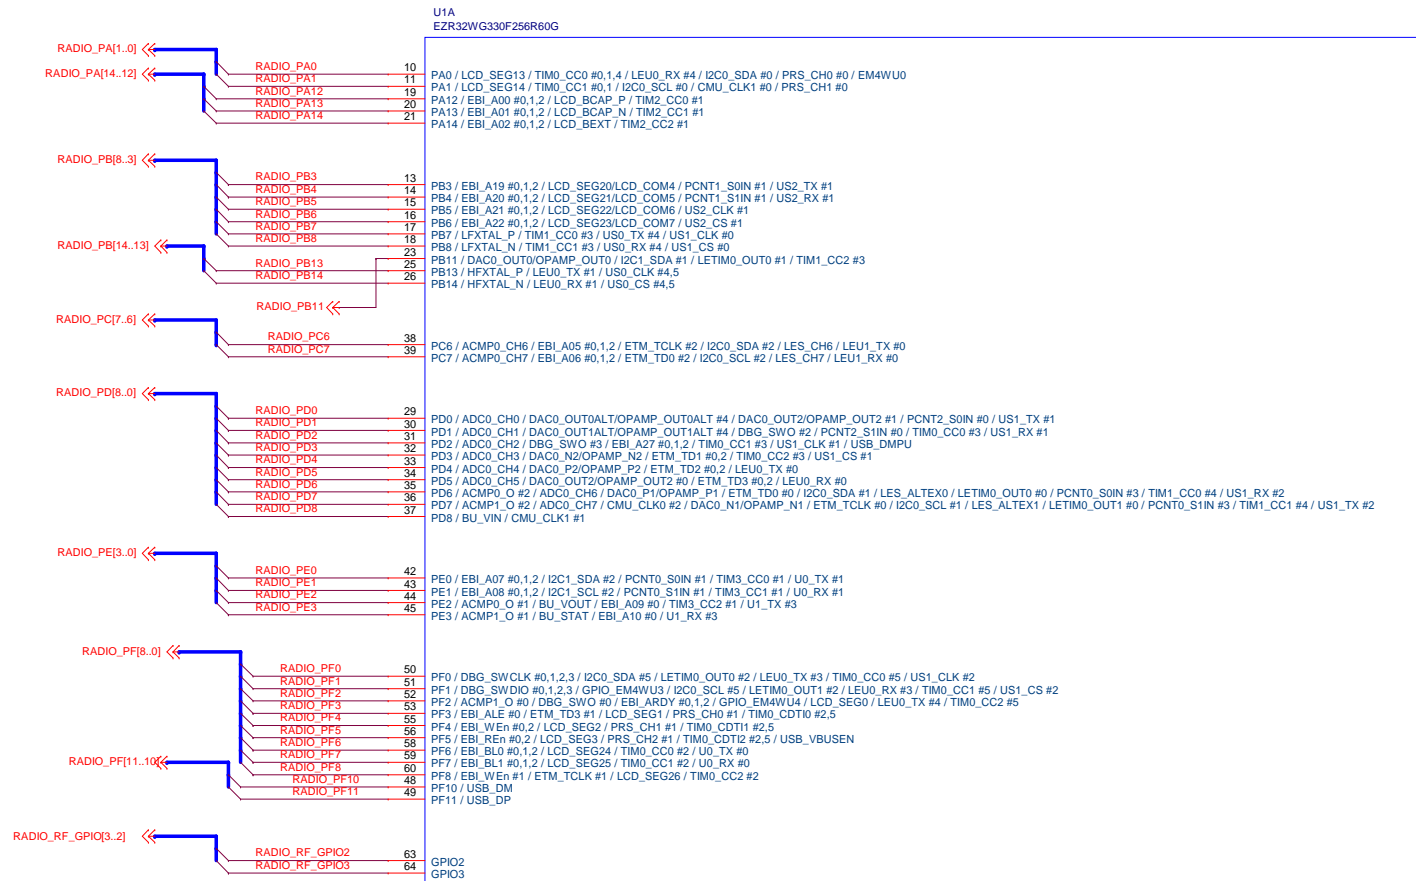 U1A
EZR32WG330F256R60G
RADIO_PA[1..0]
RADIO_PA[14..12]
RADIO_PA0 10 PA0 / LCD_SEG13 / TIM0_CC0 #0,1,4 / LEU0_RX #4 / I2C0_SDA #0 / PRS_CH0 #0 / EM4WU0
RADIO_PA1 11 PA1 / LCD_SEG14 / TIM0_CC1 #0,1 / I2C0_SCL #0 / CMU_CLK1 #0 / PRS_CH1 #0
RADIO_PA12 19 PA12 / EBI_A00 #0,1,2 / LCD_BCAP_P / TIM2_CC0 #1
RADIO_PA13 20 PA13 / EBI_A01 #0,1,2 / LCD_BCAP_N / TIM2_CC1 #1
RADIO_PA14 21 PA14 / EBI_A02 #0,1,2 / LCD_BEXT / TIM2_CC2 #1
RADIO_PB[8..3]
RADIO_PB3 13 PB3 / EBI_A19 #0,1,2 / LCD_SEG20/LCD_COM4 / PCNT1_S0IN #1 / US2_TX #1
RADIO_PB4 14 PB4 / EBI_A20 #0,1,2 / LCD_SEG21/LCD_COM5 / PCNT1_S1IN #1 / US2_RX #1
RADIO_PB5 15 PB5 / EBI_A21 #0,1,2 / LCD_SEG22/LCD_COM6 / US2_CLK #1
RADIO_PB6 16 PB6 / EBI_A22 #0,1,2 / LCD_SEG23/LCD_COM7 / US2_CS #1
RADIO_PB7 17 PB7 / LFXTAL_P / TIM1_CC0 #3 / US0_TX #4 / US1_CLK #0
RADIO_PB8 18 PB8 / LFXTAL_N / TIM1_CC1 #3 / US0_RX #4 / US1_CS #0
RADIO_PB[14..13]
23 PB11 / DAC0_OUT0/OPAMP_OUT0 / I2C1_SDA #1 / LETIM0_OUT0 #1 / TIM1_CC2 #3
RADIO_PB13 25 PB13 / HFXTAL_P / LEU0_TX #1 / US0_CLK #4,5
RADIO_PB14 26 PB14 / HFXTAL_N / LEU0_RX #1 / US0_CS #4,5
RADIO_PB11
RADIO_PC[7..6]
RADIO_PC6 38 PC6 / ACMP0_CH6 / EBI_A05 #0,1,2 / ETM_TCLK #2 / I2C0_SDA #2 / LES_CH6 / LEU1_TX #0
RADIO_PC7 39 PC7 / ACMP0_CH7 / EBI_A06 #0,1,2 / ETM_TD0 #2 / I2C0_SCL #2 / LES_CH7 / LEU1_RX #0
RADIO_PD[8..0]
RADIO_PD0 29 PD0 / ADC0_CH0 / DAC0_OUT0ALT/OPAMP_OUT0ALT #4 / DAC0_OUT2/OPAMP_OUT2 #1 / PCNT2_S0IN #0 / US1_TX #1
RADIO_PD1 30 PD1 / ADC0_CH1 / DAC0_OUT1ALT/OPAMP_OUT1ALT #4 / DBG_SWO #2 / PCNT2_S1IN #0 / TIM0_CC0 #3 / US1_RX #1
RADIO_PD2 31 PD2 / ADC0_CH2 / DBG_SWO #3 / EBI_A27 #0,1,2 / TIM0_CC1 #3 / US1_CLK #1 / USB_DMPU
RADIO_PD3 32 PD3 / ADC0_CH3 / DAC0_N2/OPAMP_N2 / ETM_TD1 #0,2 / TIM0_CC2 #3 / US1_CS #1
RADIO_PD4 33 PD4 / ADC0_CH4 / DAC0_P2/OPAMP_P2 / ETM_TD2 #0,2 / LEU0_TX #0
RADIO_PD5 34 PD5 / ADC0_CH5 / DAC0_OUT2/OPAMP_OUT2 #0 / ETM_TD3 #0,2 / LEU0_RX #0
RADIO_PD6 35 PD6 / ACMP0_O #2 / ADC0_CH6 / DAC0_P1/OPAMP_P1 / ETM_TD0 #0 / I2C0_SDA #1 / LES_ALTEX0 / LETIM0_OUT0 #0 / PCNT0_S0IN #3 / TIM1_CC0 #4 / US1_RX #2
RADIO_PD7 36 PD7 / ACMP1_O #2 / ADC0_CH7 / CMU_CLK0 #2 / DAC0_N1/OPAMP_N1 / ETM_TCLK #0 / I2C0_SCL #1 / LES_ALTEX1 / LETIM0_OUT1 #0 / PCNT0_S1IN #3 / TIM1_CC1 #4 / US1_TX #2
RADIO_PD8 37 PD8 / BU_VIN / CMU_CLK1 #1
RADIO_PE[3..0]
RADIO_PE0 42 PE0 / EBI_A07 #0,1,2 / I2C1_SDA #2 / PCNT0_S0IN #1 / TIM3_CC0 #1 / U0_TX #1
RADIO_PE1 43 PE1 / EBI_A08 #0,1,2 / I2C1_SCL #2 / PCNT0_S1IN #1 / TIM3_CC1 #1 / U0_RX #1
RADIO_PE2 44 PE2 / ACMP0_O #1 / BU_VOUT / EBI_A09 #0 / TIM3_CC2 #1 / U1_TX #3
RADIO_PE3 45 PE3 / ACMP1_O #1 / BU_STAT / EBI_A10 #0 / U1_RX #3
RADIO_PF[8..0]
RADIO_PF0 50 PF0 / DBG_SWCLK #0,1,2,3 / I2C0_SDA #5 / LETIM0_OUT0 #2 / LEU0_TX #3 / TIM0_CC0 #5 / US1_CLK #2
RADIO_PF1 51 PF1 / DBG_SWDIO #0,1,2,3 / GPIO_EM4WU3 / I2C0_SCL #5 / LETIM0_OUT1 #2 / LEU0_RX #3 / TIM0_CC1 #5 / US1_CS #2
RADIO_PF2 52 PF2 / ACMP1_O #0 / DBG_SWO #0 / EBI_ARDY #0,1,2 / GPIO_EM4WU4 / LCD_SEG0 / LEU0_TX #4 / TIM0_CC2 #5
RADIO_PF3 53 PF3 / EBI_ALE #0 / ETM_TD3 #1 / LCD_SEG1 / PRS_CH0 #1 / TIM0_CDTI0 #2,5
RADIO_PF4 55 PF4 / EBI_WEn #0,2 / LCD_SEG2 / PRS_CH1 #1 / TIM0_CDTI1 #2,5
RADIO_PF5 56 PF5 / EBI_REn #0,2 / LCD_SEG3 / PRS_CH2 #1 / TIM0_CDTI2 #2,5 / USB_VBUSEN
RADIO_PF6 58 PF6 / EBI_BL0 #0,1,2 / LCD_SEG24 / TIM0_CC0 #2 / U0_TX #0
RADIO_PF7 59 PF7 / EBI_BL1 #0,1,2 / LCD_SEG25 / TIM0_CC1 #2 / U0_RX #0
RADIO_PF[11..10]
RADIO_PF8 60 PF8 / EBI_WEn #1 / ETM_TCLK #1 / LCD_SEG26 / TIM0_CC2 #2
RADIO_PF10 48 PF10 / USB_DM
RADIO_PF11 49 PF11 / USB_DP
RADIO_RF_GPIO[3..2]
RADIO_RF_GPIO2 63 GPIO2
RADIO_RF_GPIO3 64 GPIO3